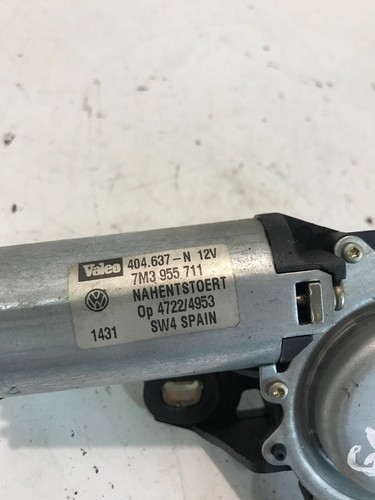 Valeo 404.637-N 12V
7M3 955 711
NAHENTSTOERT
Op 4722/4953
1431 SW4 SPAIN